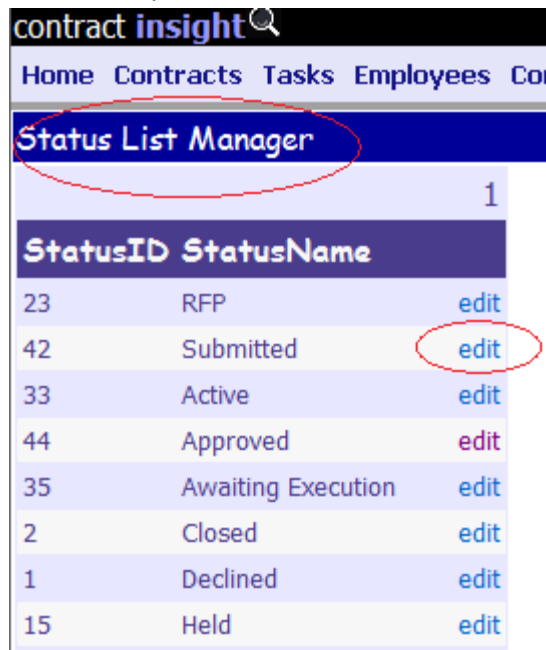 contract insight
Home Contracts Tasks Employees
Status List Manager
1
StatusID StatusName
23 RFP edit
42 Submitted edit
33 Active edit
44 Approved edit
35 Awaiting Execution edit
2 Closed edit
1 Declined edit
15 Held edit